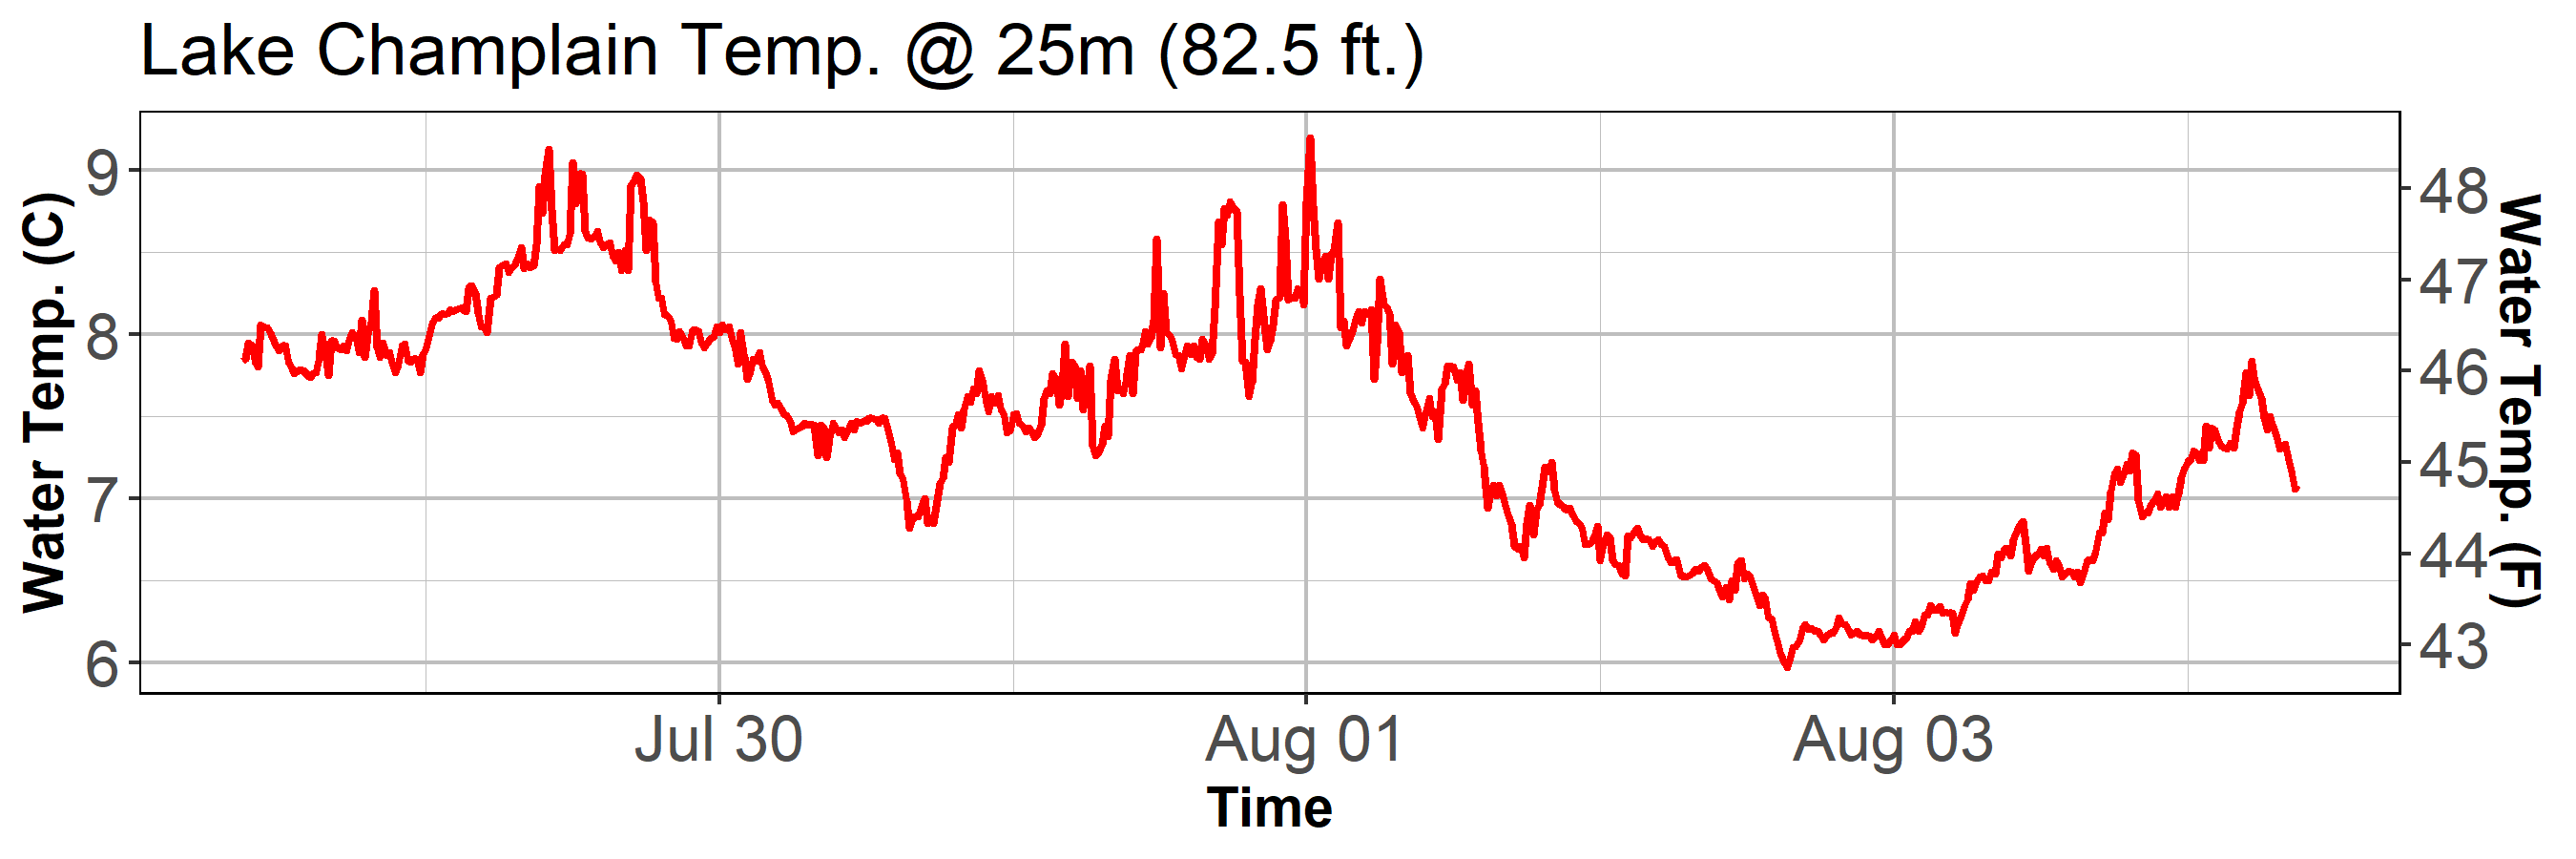 Lake Champlain Temp. @ 25m (82.5 ft.)
Water Temp. (C)
9
8
7
6
48
47
46
45
44
43
Water Temp. (F)
Jul 30
Aug 01
Aug 03
Time